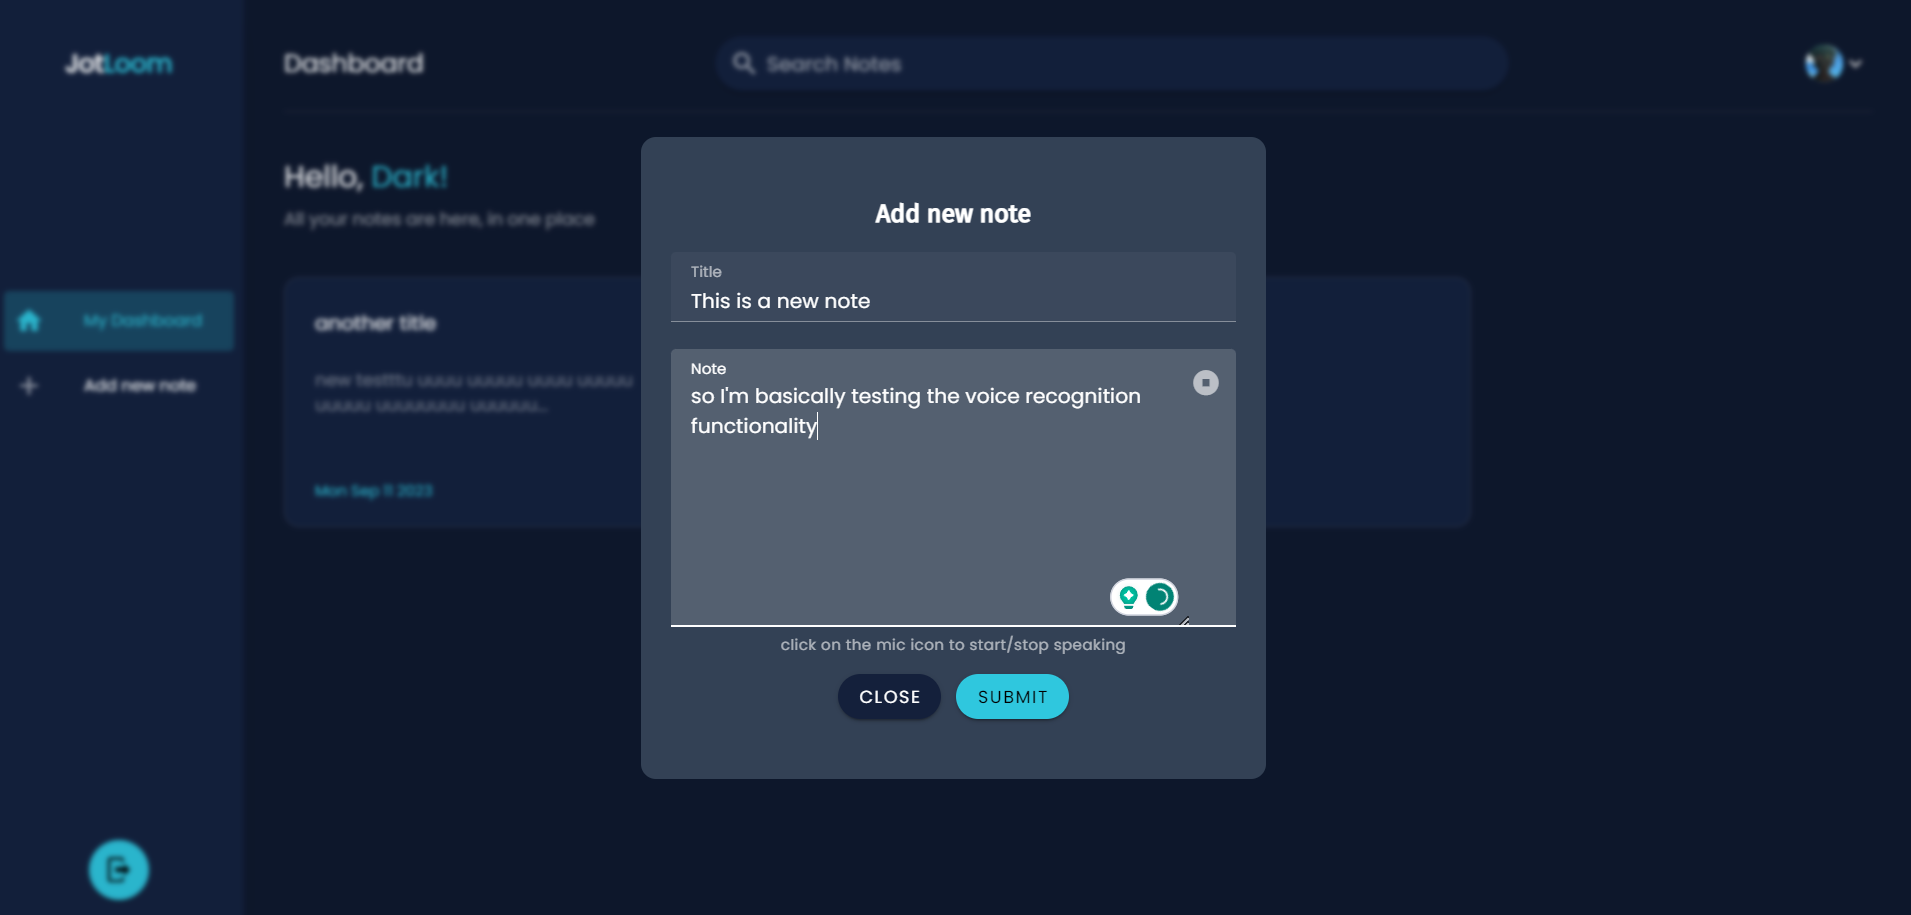 JotLoom
Dashboard
Search Notes
Hello, Dark!
All your notes are here, in one place
My Dashboard
Add new note
another title
new testttu uuuu uuuuu uuuu uuuuu
uuuuu uuuuuuuu uuuuuu...
Mon Sep 11 2023
Add new note
Title
This is a new note
Note
so I'm basically testing the voice recognition
functionality
click on the mic icon to start/stop speaking
CLOSE
SUBMIT